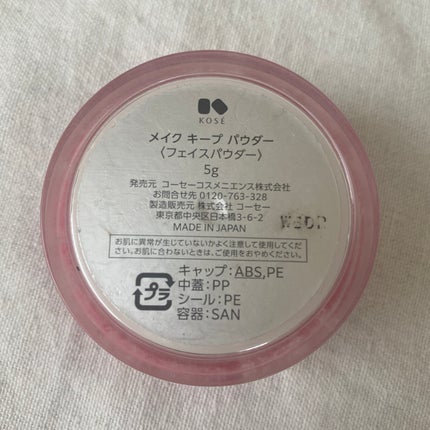 KOSÉ
メイク キープ パウダー
〈フェイスパウダー〉
5g
発売元 コーセーコスメニエンス株式会社
お問合せ先 0120-763-328
製造販売元 株式会社 コーセー
東京都中央区日本橋3-6-2
MADE IN JAPAN
お肌に異常が生じていないかよく注意して使用してくだ
さい。お肌に合わないときは、ご使用をおやめください。
プラ
キャップ:ABS,PE
中蓋:PP
シール:PE
容器:SAN